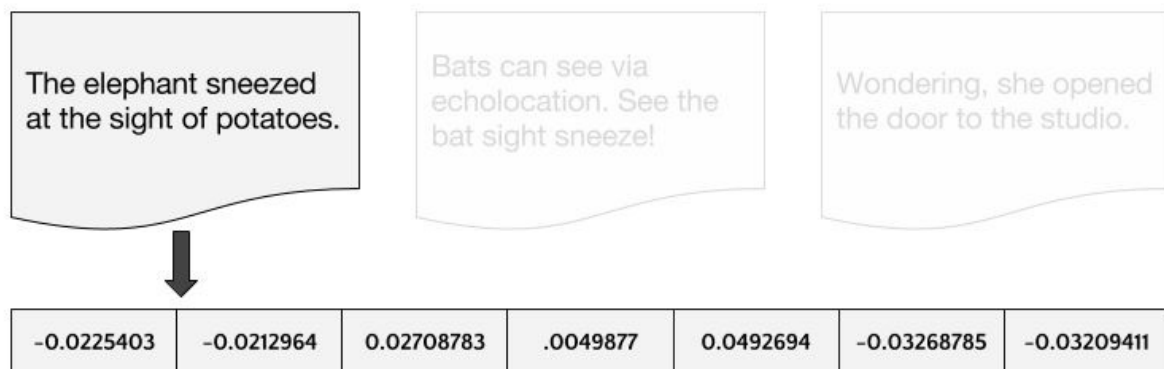 The elephant sneezed
at the sight of potatoes.
Bats can see via
echolocation. See the
bat sight sneeze!
Wondering, she opened
the door to the studio.
-0.0225403 -0.0212964 0.02708783 .0049877 0.0492694 -0.03268785 -0.03209411